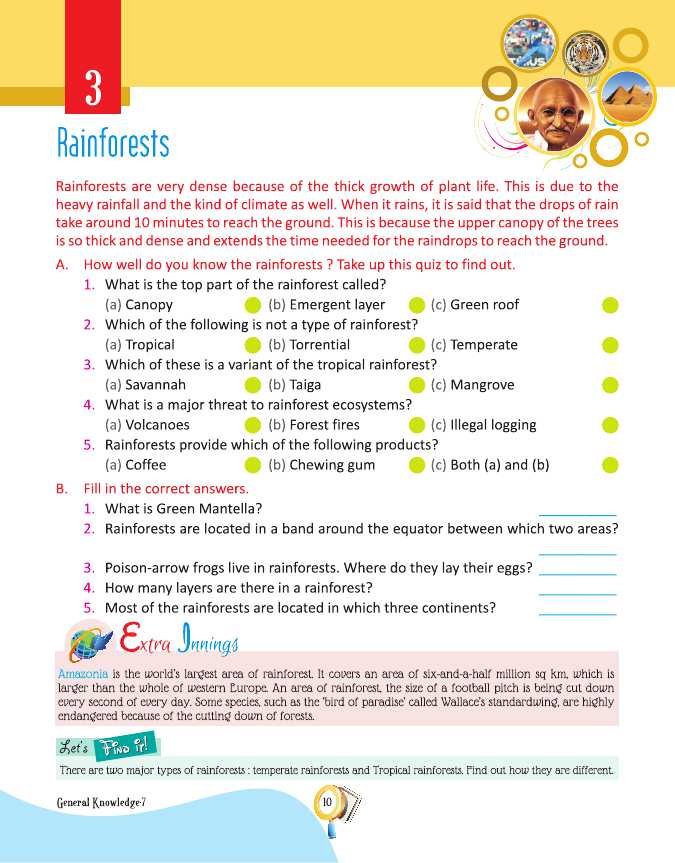 3
Rainforests
Rainforests are very dense because of the thick growth of plant life. This is due to the
heavy rainfall and the kind of climate as well. When it rains, it is said that the drops of rain
take around 10 minutes to reach the ground. This is because the upper canopy of the trees
is so thick and dense and extends the time needed for the raindrops to reach the ground.
A. How well do you know the rainforests ? Take up this quiz to find out.
1. What is the top part of the rainforest called?
(a) Canopy (b) Emergent layer (c) Green roof
2. Which of the following is not a type of rainforest?
(a) Tropical (b) Torrential (c) Temperate
3. Which of these is a variant of the tropical rainforest?
(a) Savannah (b) Taiga (c) Mangrove
4. What is a major threat to rainforest ecosystems?
(a) Volcanoes (b) Forest fires (c) Illegal logging
5. Rainforests provide which of the following products?
(a) Coffee (b) Chewing gum (c) Both (a) and (b)
B. Fill in the correct answers.
1. What is Green Mantella?
2. Rainforests are located in a band around the equator between which two areas?
3. Poison-arrow frogs live in rainforests. Where do they lay their eggs?
4. How many layers are there in a rainforest?
5. Most of the rainforests are located in which three continents?
Extra Innings
Amazonia is the world's largest area of rainforest. It covers an area of six-and-a-half million sq km, which is
larger than the whole of western Europe. An area of rainforest, the size of a football pitch is being cut down
every second of every day. Some species, such as the 'bird of paradise' called Wallace's standardwing, are highly
endangered because of the cutting down of forests.
Let's Find it!
There are two major types of rainforests : temperate rainforests and Tropical rainforests. Find out how they are different.
General Knowledge-7
10